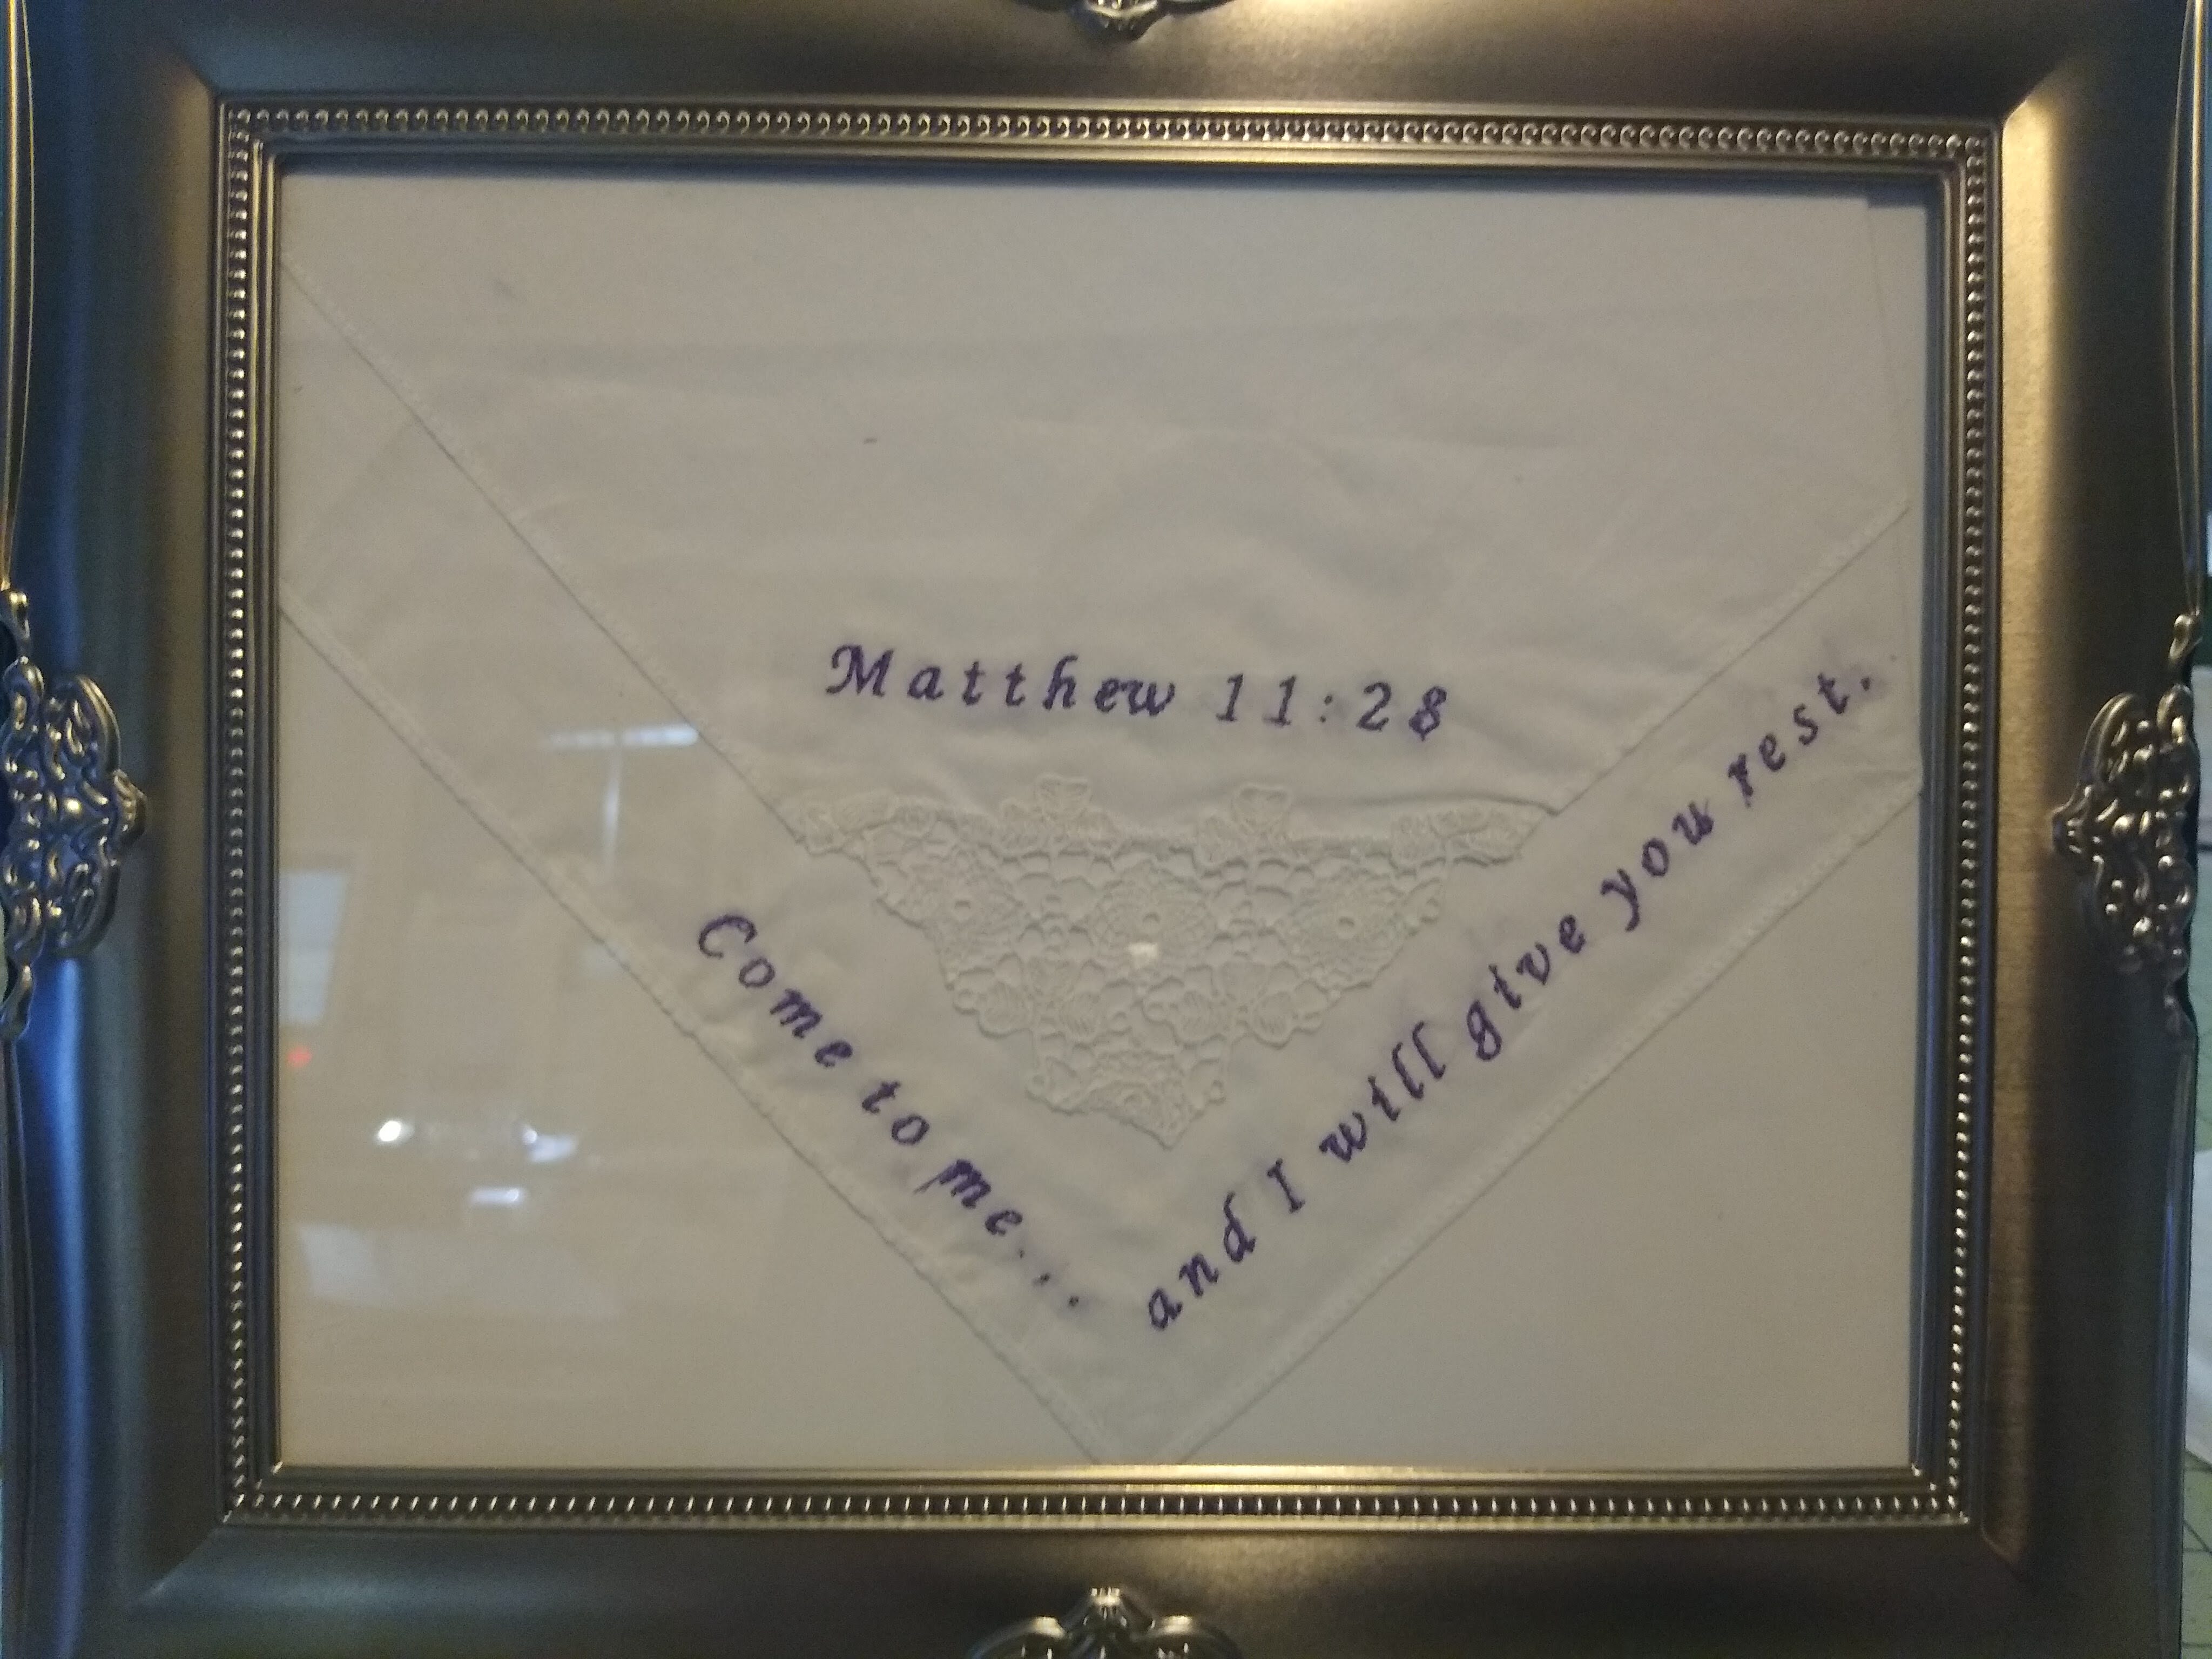 Matthew 11:28
Come to me...
and I will give you rest.